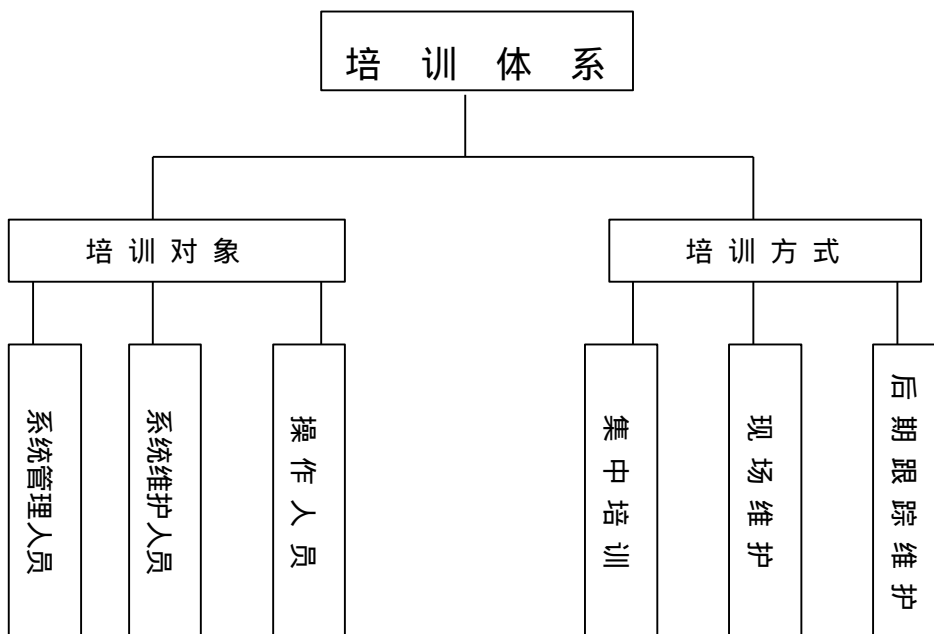 培训体系
培训对象
培训方式
系统管理人员
系统维护人员
操作人员
集中培训
现场维护
后期跟踪维护